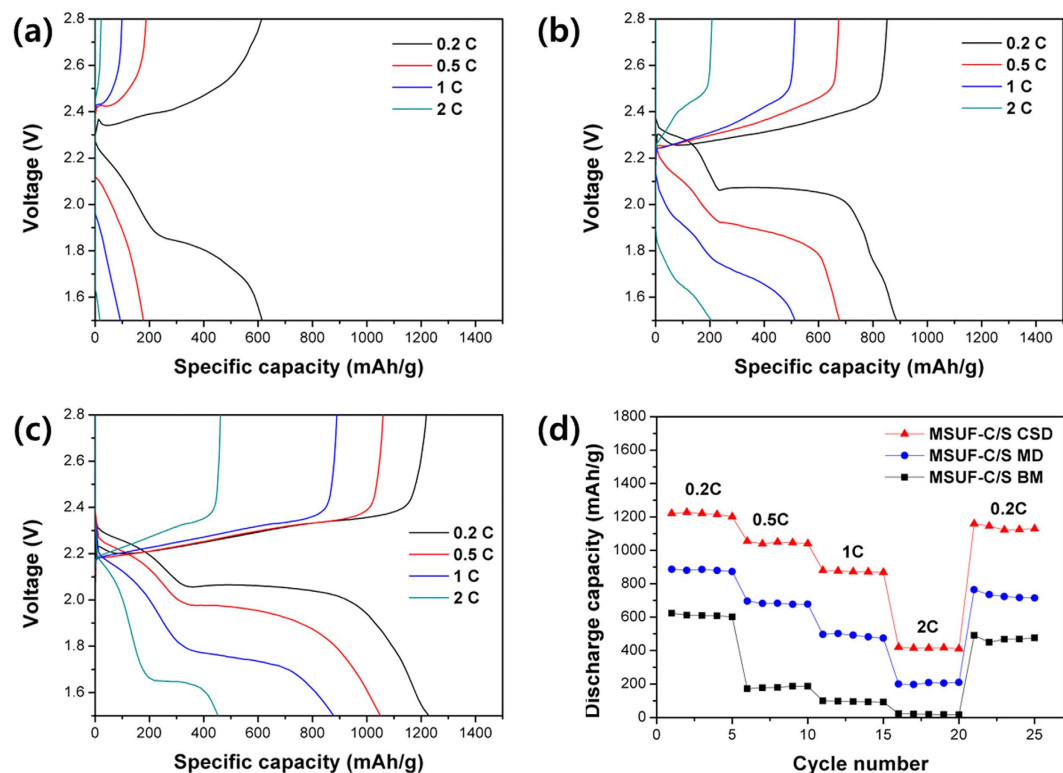 (a)
2.8
2.6
2.4
2.2
2.0
1.8
1.6
Voltage (V)
0.2 C
0.5 C
1 C
2 C
0 200 400 600 800 1000 1200 1400
Specific capacity (mAh/g)
(b)
2.8
2.6
2.4
2.2
2.0
1.8
1.6
Voltage (V)
0.2 C
0.5 C
1 C
2 C
0 200 400 600 800 1000 1200 1400
Specific capacity (mAh/g)
(c)
2.8
2.6
2.4
2.2
2.0
1.8
1.6
Voltage (V)
0.2 C
0.5 C
1 C
2 C
0 200 400 600 800 1000 1200 1400
Specific capacity (mAh/g)
(d)
1800
1600
1400
1200
1000
800
600
400
200
0
Discharge capacity (mAh/g)
MSUF-C/S CSD
MSUF-C/S MD
MSUF-C/S BM
0.2C
0.5C
1C
2C
0.2C
0 5 10 15 20 25
Cycle number